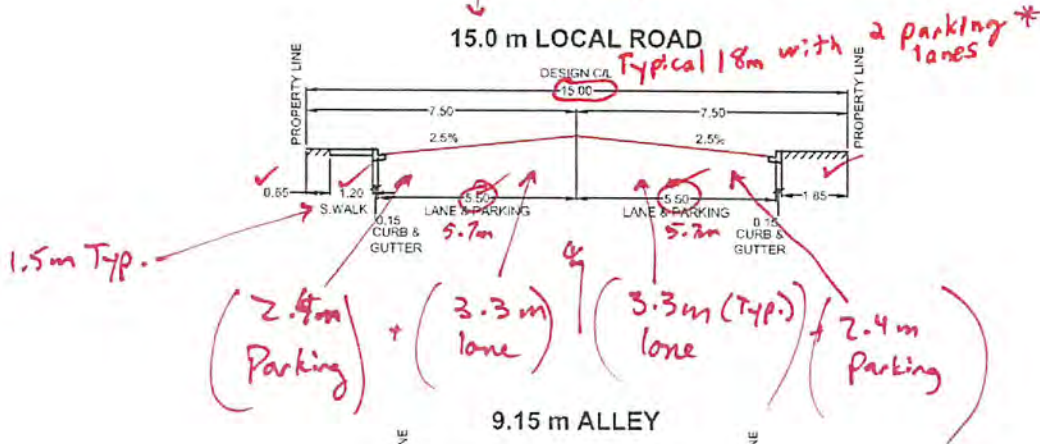 15.0 m LOCAL ROAD
Typical 18m with 2 parking lanes *
DESIGN C/L
15.00
PROPERTY LINE
PROPERTY LINE
7.50
7.50
2.5%
2.5%
0.65
1.20
5.50
5.50
1.65
S.WALK
LANE & PARKING
LANE & PARKING
0.15
CURB &
GUTTER
5.7m
5.7m
0.15
CURB &
GUTTER
1.5m Typ.
2.4m Parking
+
3.3m lane
3.3m (Typ.) lane
+
2.4m Parking
9.15 m ALLEY